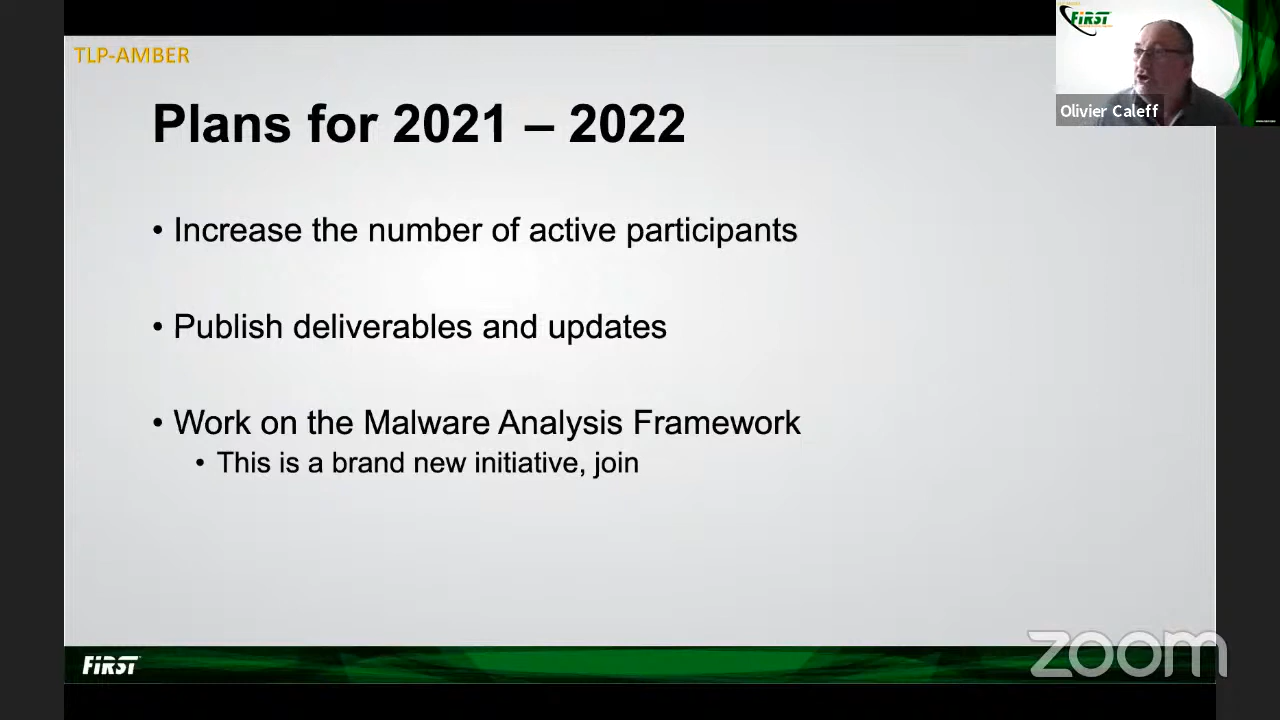 TLP-AMBER
FIRST
Olivier Caleff
Plans for 2021 – 2022
• Increase the number of active participants
• Publish deliverables and updates
• Work on the Malware Analysis Framework
• This is a brand new initiative, join
FIRST
zoom